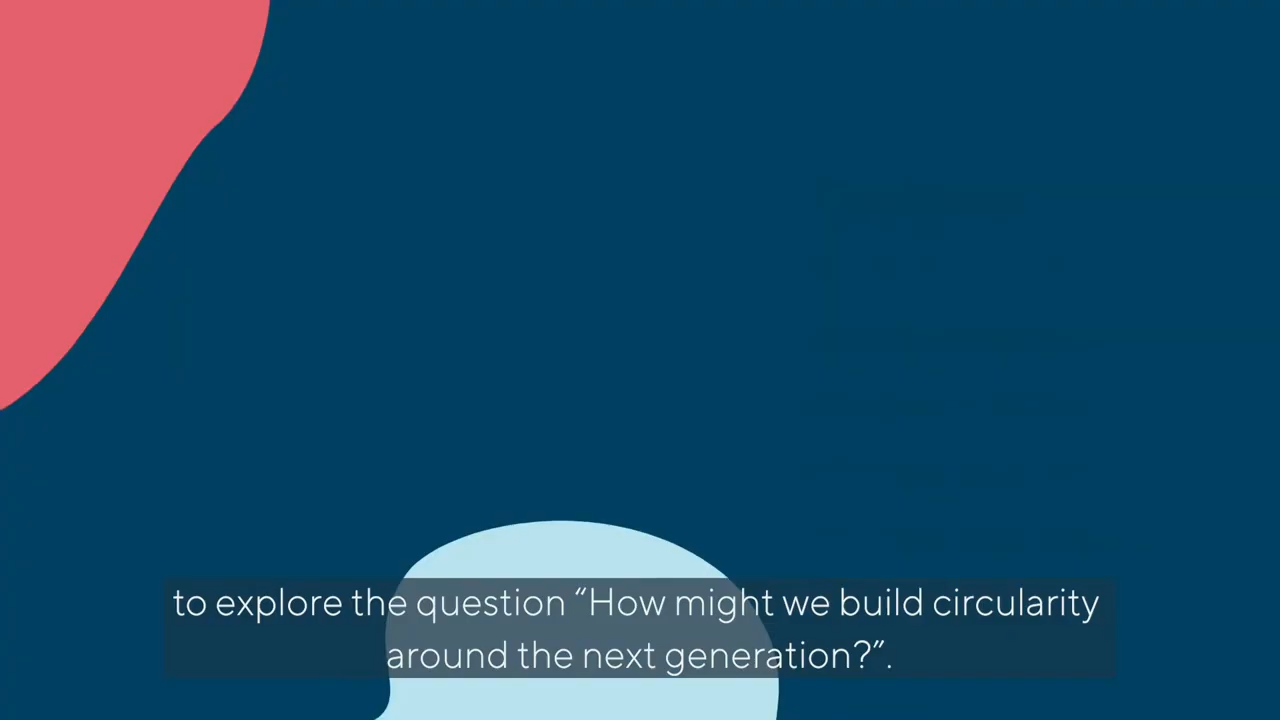 to explore the question “How might we build circularity
around the next generation?”.